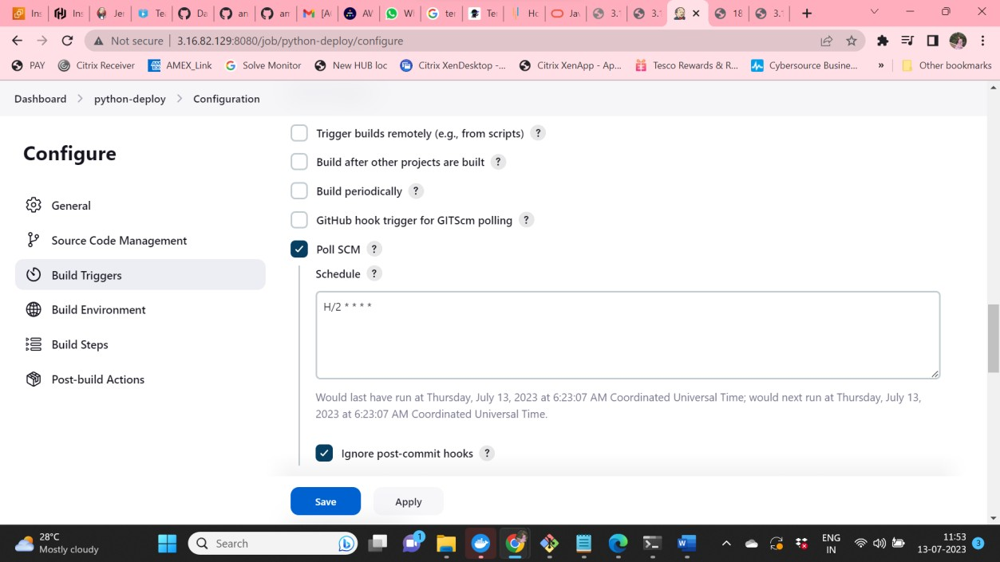 Ins
Ins
Jer
Te
Da
an
an
[A
AV
W
ter
Ter
Ho
Jav
3.1
3.1
18
3.1
Not secure | 3.16.82.129:8080/job/python-deploy/configure
PAY
Citrix Receiver
AMEX_Link
Solve Monitor
New HUB loc
Citrix XenDesktop -...
Citrix XenApp - Ap...
Tesco Rewards & R...
Cybersource Busine...
»
Other bookmarks
Dashboard > python-deploy > Configuration
Configure
General
Source Code Management
Build Triggers
Build Environment
Build Steps
Post-build Actions
Trigger builds remotely (e.g., from scripts) ?
Build after other projects are built ?
Build periodically ?
GitHub hook trigger for GITScm polling ?
Poll SCM ?
Schedule ?
H/2 * * * *
Would last have run at Thursday, July 13, 2023 at 6:23:07 AM Coordinated Universal Time; would next run at Thursday, July 13,
2023 at 6:23:07 AM Coordinated Universal Time.
Ignore post-commit hooks ?
Save
Apply
28°C
Mostly cloudy
Search
1
ENG
IN
11:53
13-07-2023
3